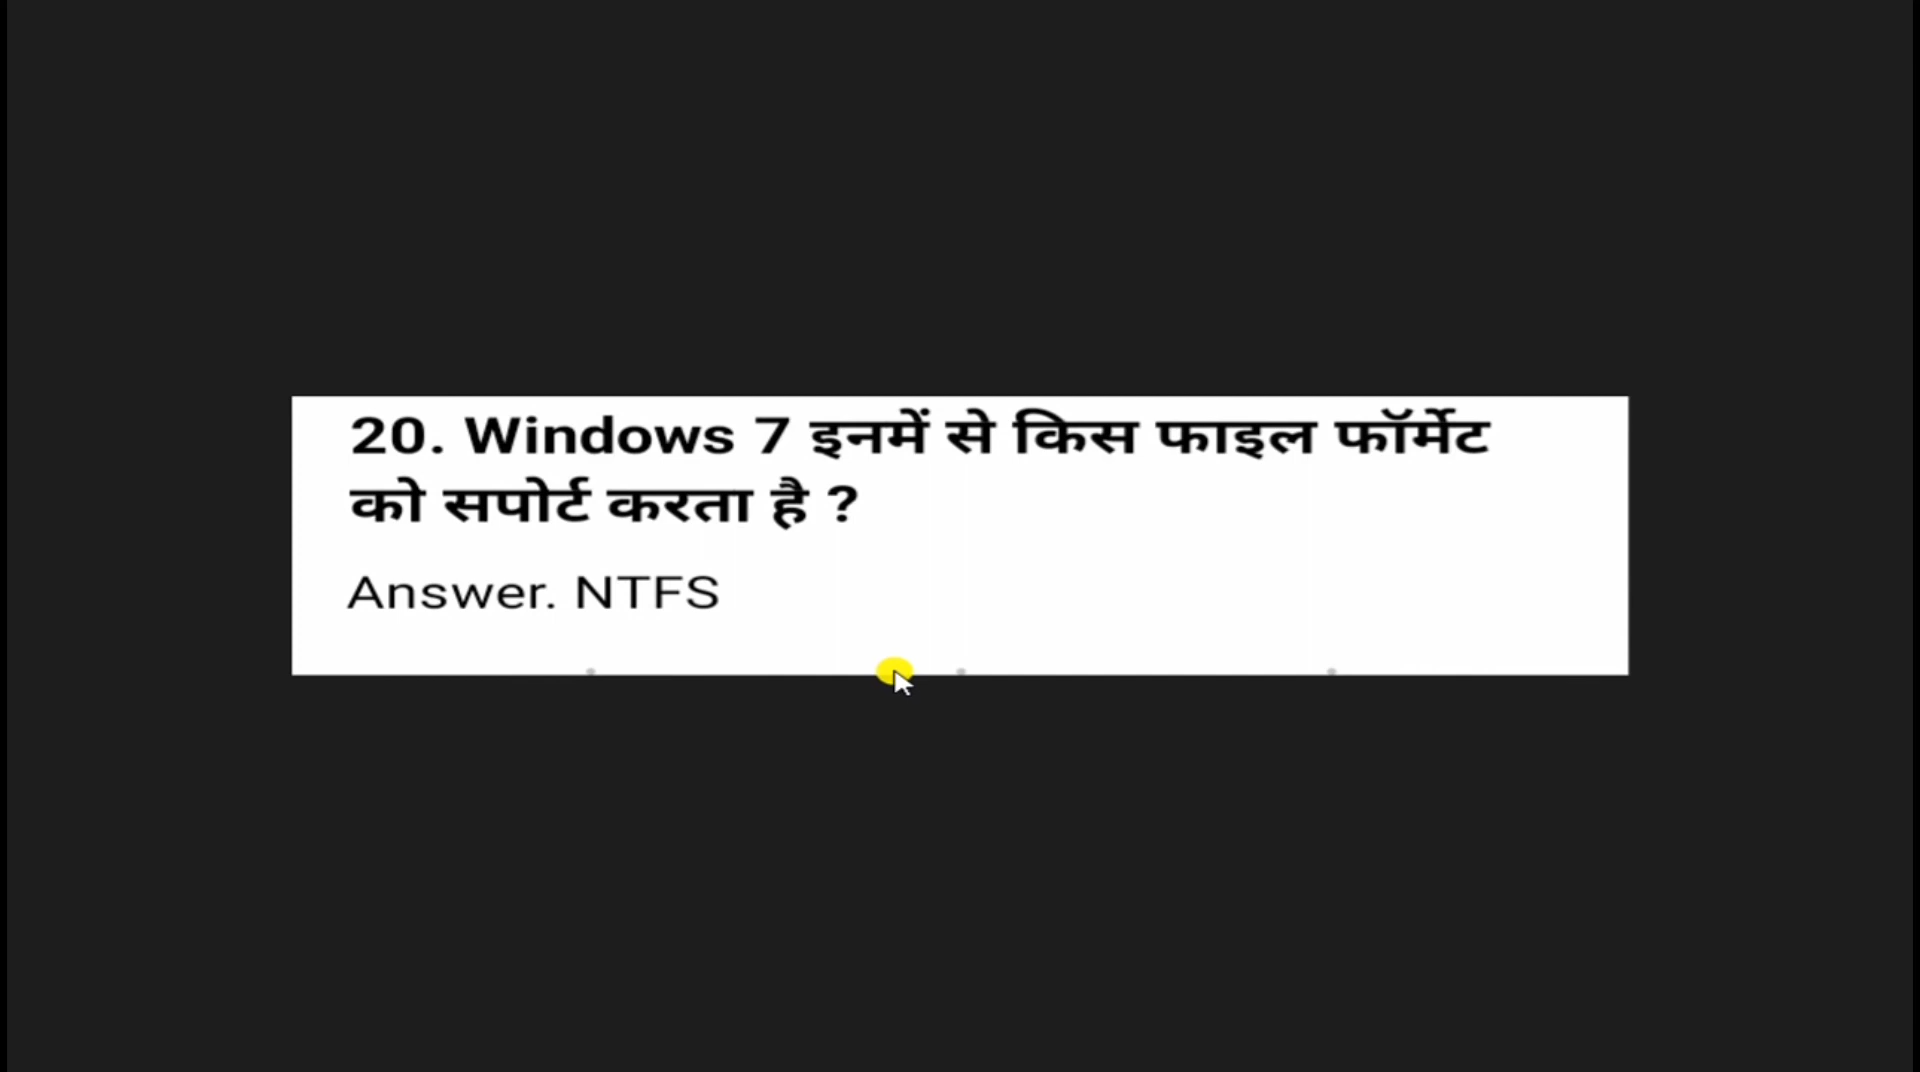 20. Windows 7 इनमें से किस फाइल फॉर्मेट
को सपोर्ट करता है ?
Answer. NTFS